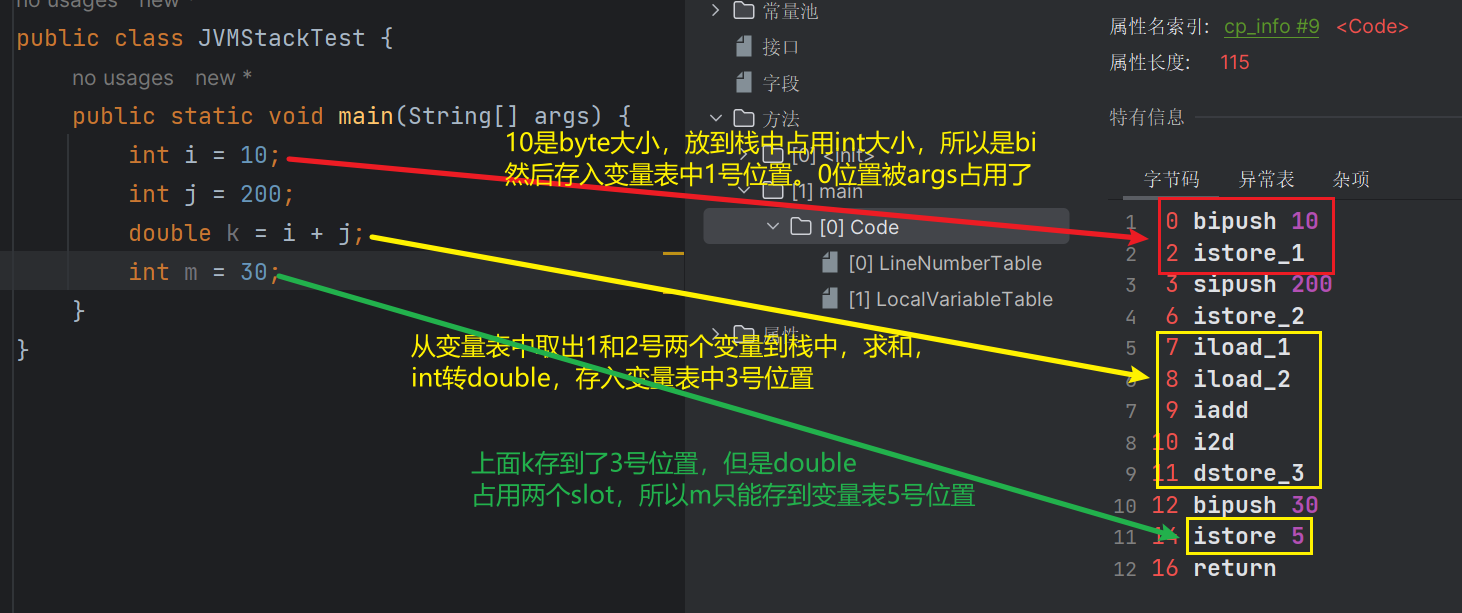 no usages   new *
public class JVMStackTest {
no usages   new *
public static void main(String[] args) {
int i = 10;
int j = 200;
double k = i + j;
int m = 30;
}
}
10是byte大小，放到栈中占用int大小，所以是bi
然后存入变量表中1号位置。0位置被args占用了
从变量表中取出1和2号两个变量到栈中，求和，
int转double，存入变量表中3号位置
上面k存到了3号位置，但是double
占用两个slot，所以m只能存到变量表5号位置
常量池
接口
字段
方法
[0] <init>
[1] main
[0] Code
[0] LineNumberTable
[1] LocalVariableTable
属性
属性名索引: cp_info #9 <Code>
属性长度: 115
特有信息
字节码 异常表 杂项
1 0 bipush 10
2 2 istore_1
3 3 sipush 200
4 6 istore_2
5 7 iload_1
6 8 iload_2
7 9 iadd
8 10 i2d
9 11 dstore_3
10 12 bipush 30
11 14 istore 5
12 16 return